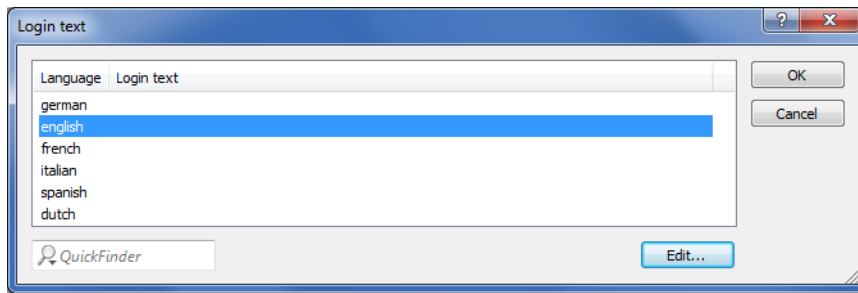 Login text
? X
Language Login text
german
english
french
italian
spanish
dutch
OK
Cancel
QuickFinder
Edit...